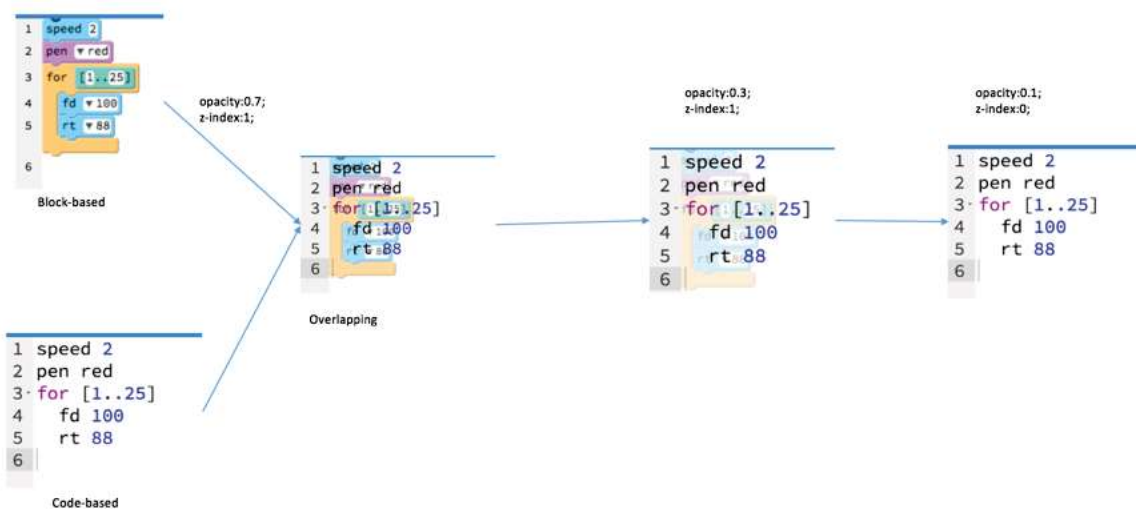 1 speed 2
2 pen ▾ red
3 for [1..25]
4 fd ▾ 100
5 rt ▾ 88
6
Block-based
opacity:0.7;
z-index:1;
1 speed 2
2 pen red
3 for [1..25]
4 fd 100
5 rt 88
6
Overlapping
opacity:0.3;
z-index:1;
1 speed 2
2 pen red
3 for [1..25]
4 fd 100
5 rt 88
6
opacity:0.1;
z-index:0;
1 speed 2
2 pen red
3 for [1..25]
4 fd 100
5 rt 88
6
1 speed 2
2 pen red
3 for [1..25]
4 fd 100
5 rt 88
6
Code-based